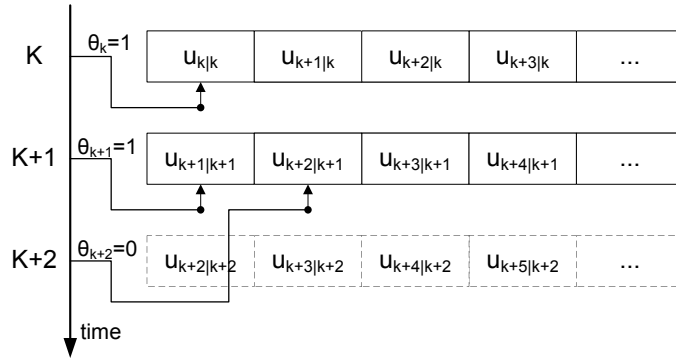 K θₖ=1 uₖ|ₖ uₖ₊₁|ₖ uₖ₊₂|ₖ uₖ₊₃|ₖ ...
K+1 θₖ₊₁=1 uₖ₊₁|ₖ₊₁ uₖ₊₂|ₖ₊₁ uₖ₊₃|ₖ₊₁ uₖ₊₄|ₖ₊₁ ...
K+2 θₖ₊₂=0 uₖ₊₂|ₖ₊₂ uₖ₊₃|ₖ₊₂ uₖ₊₄|ₖ₊₂ uₖ₊₅|ₖ₊₂ ...
time